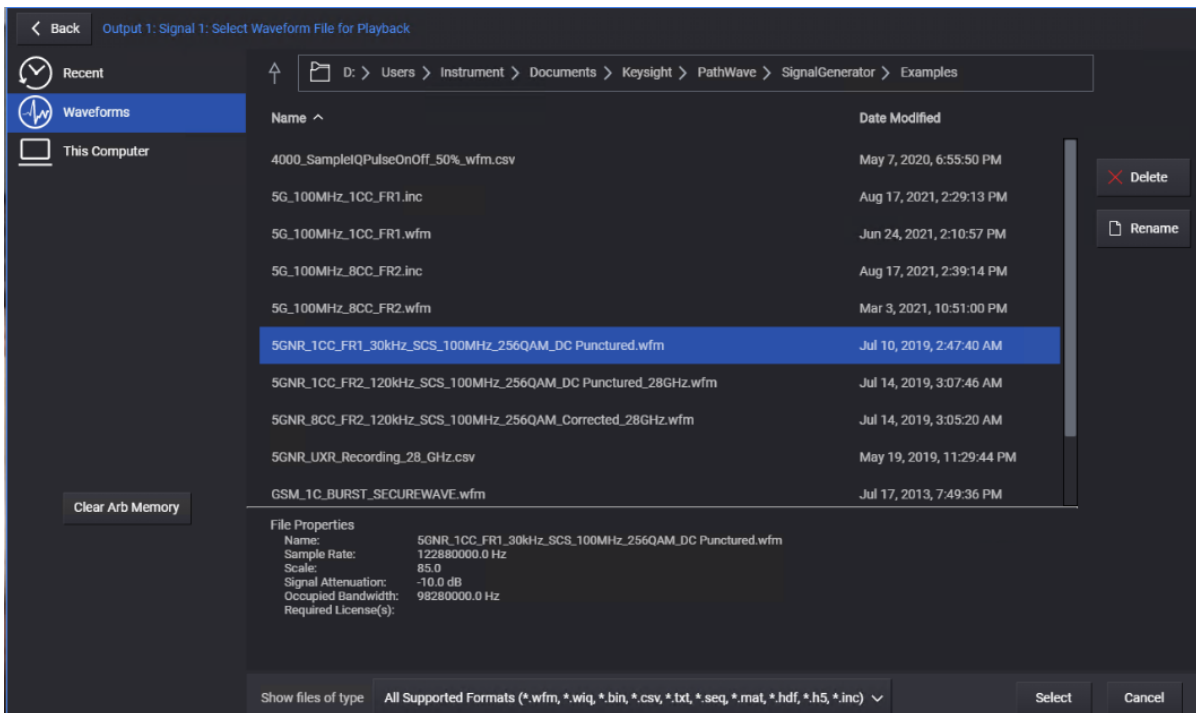 Back Output 1: Signal 1: Select Waveform File for Playback
Recent
Waveforms
This Computer
Clear Arb Memory
D: > Users > Instrument > Documents > Keysight > PathWave > SignalGenerator > Examples
Name Date Modified
4000_SampleIQPulseOnOff_50%_wfm.csv May 7, 2020, 6:55:50 PM
5G_100MHz_1CC_FR1.inc Aug 17, 2021, 2:29:13 PM
5G_100MHz_1CC_FR1.wfm Jun 24, 2021, 2:10:57 PM
5G_100MHz_8CC_FR2.inc Aug 17, 2021, 2:39:14 PM
5G_100MHz_8CC_FR2.wfm Mar 3, 2021, 10:51:00 PM
5GNR_1CC_FR1_30kHz_SCS_100MHz_256QAM_DC Punctured.wfm Jul 10, 2019, 2:47:40 AM
5GNR_1CC_FR2_120kHz_SCS_100MHz_256QAM_DC Punctured_28GHz.wfm Jul 14, 2019, 3:07:46 AM
5GNR_8CC_FR2_120kHz_SCS_100MHz_256QAM_Corrected_28GHz.wfm Jul 14, 2019, 3:05:20 AM
5GNR_UXR_Recording_28_GHz.csv May 19, 2019, 11:29:44 PM
GSM_1C_BURST_SECUREWAVE.wfm Jul 17, 2013, 7:49:36 PM
Delete
Rename
File Properties
Name: 5GNR_1CC_FR1_30kHz_SCS_100MHz_256QAM_DC Punctured.wfm
Sample Rate: 122880000.0 Hz
Scale: 85.0
Signal Attenuation: -10.0 dB
Occupied Bandwidth: 98280000.0 Hz
Required License(s):
Show files of type All Supported Formats (*.wfm, *.wiq, *.bin, *.csv, *.txt, *.seq, *.mat, *.hdf, *.h5, *.inc) Select Cancel